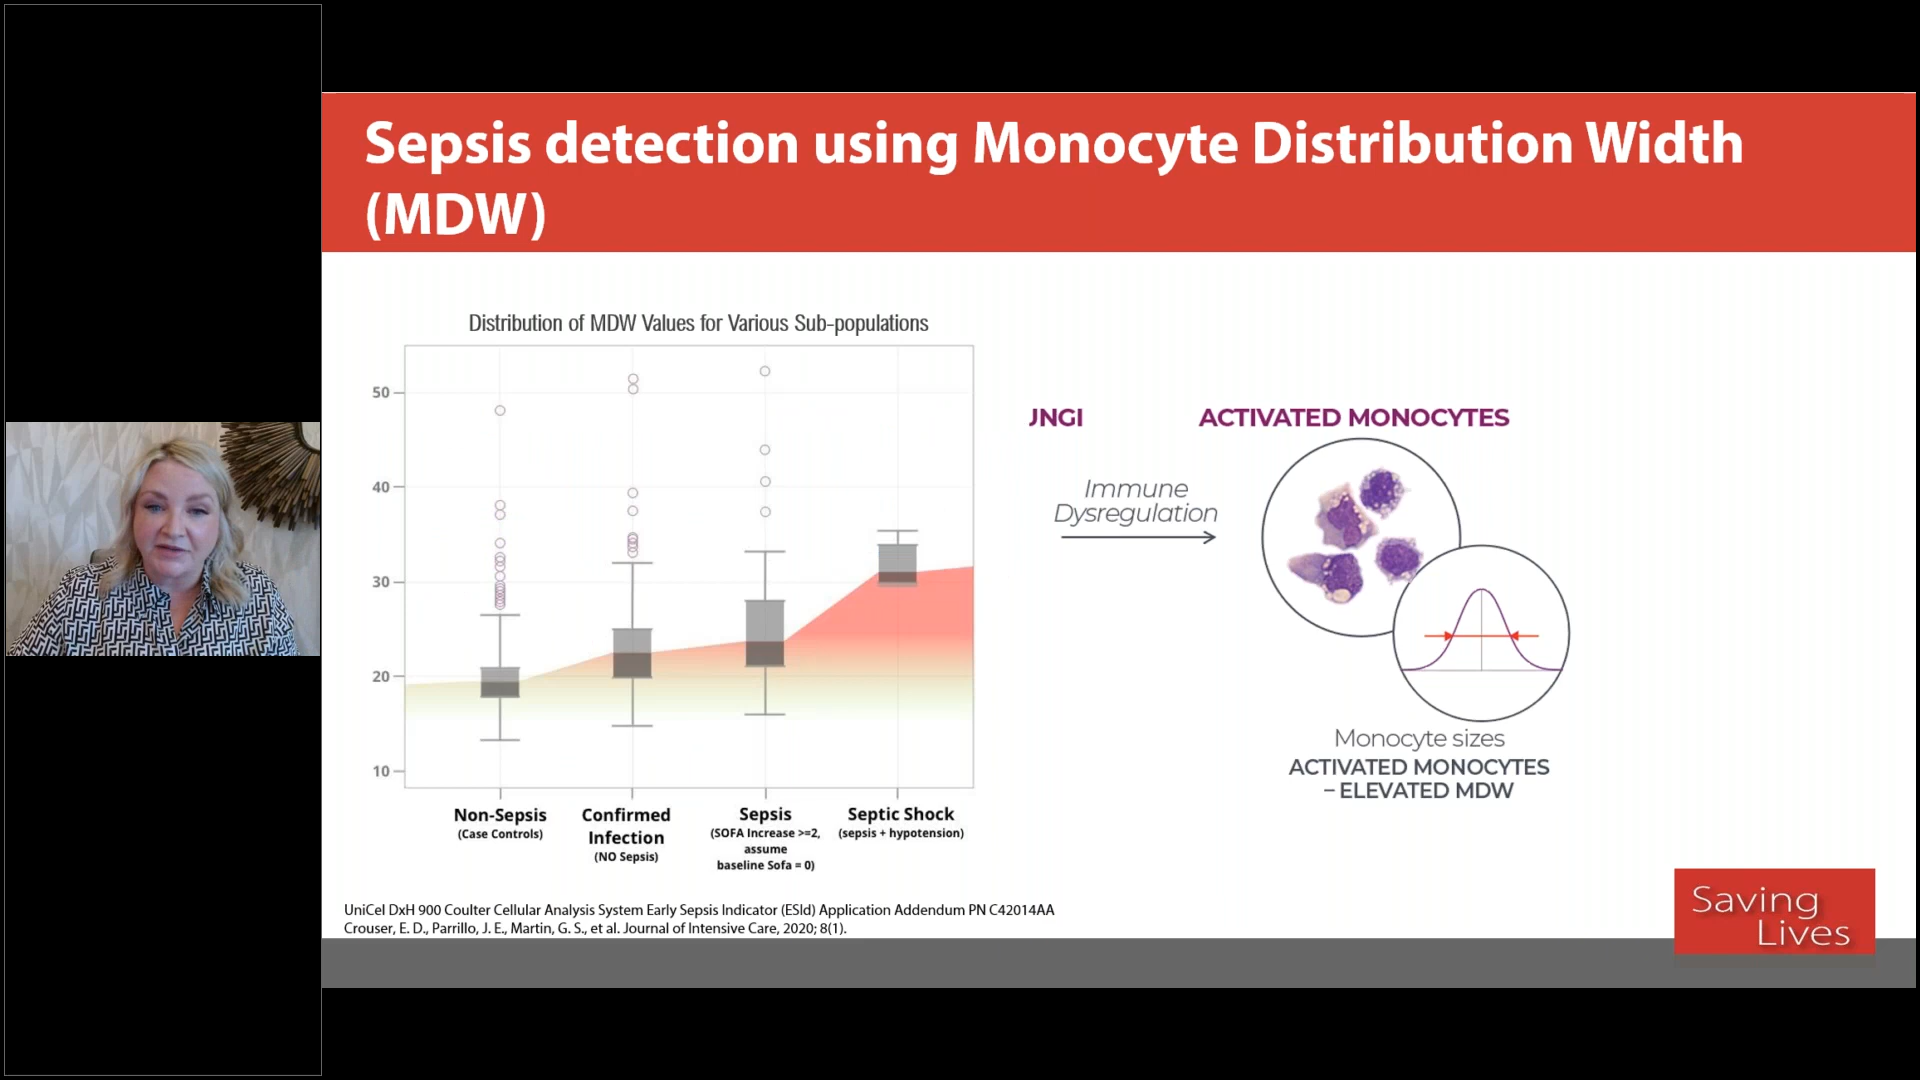 Sepsis detection using Monocyte Distribution Width
(MDW)
Distribution of MDW Values for Various Sub-populations
50
40
30
20
10
Non-Sepsis
(Case Controls)
Confirmed
Infection
(NO Sepsis)
Sepsis
(SOFA Increase >=2,
assume
baseline Sofa = 0)
Septic Shock
(sepsis + hypotension)
JNGI
Immune
Dysregulation
ACTIVATED MONOCYTES
Monocyte sizes
ACTIVATED MONOCYTES
– ELEVATED MDW
UniCel DxH 900 Coulter Cellular Analysis System Early Sepsis Indicator (ESId) Application Addendum PN C42014AA
Crouser, E. D., Parrillo, J. E., Martin, G. S., et al. Journal of Intensive Care, 2020; 8(1).
Saving
Lives